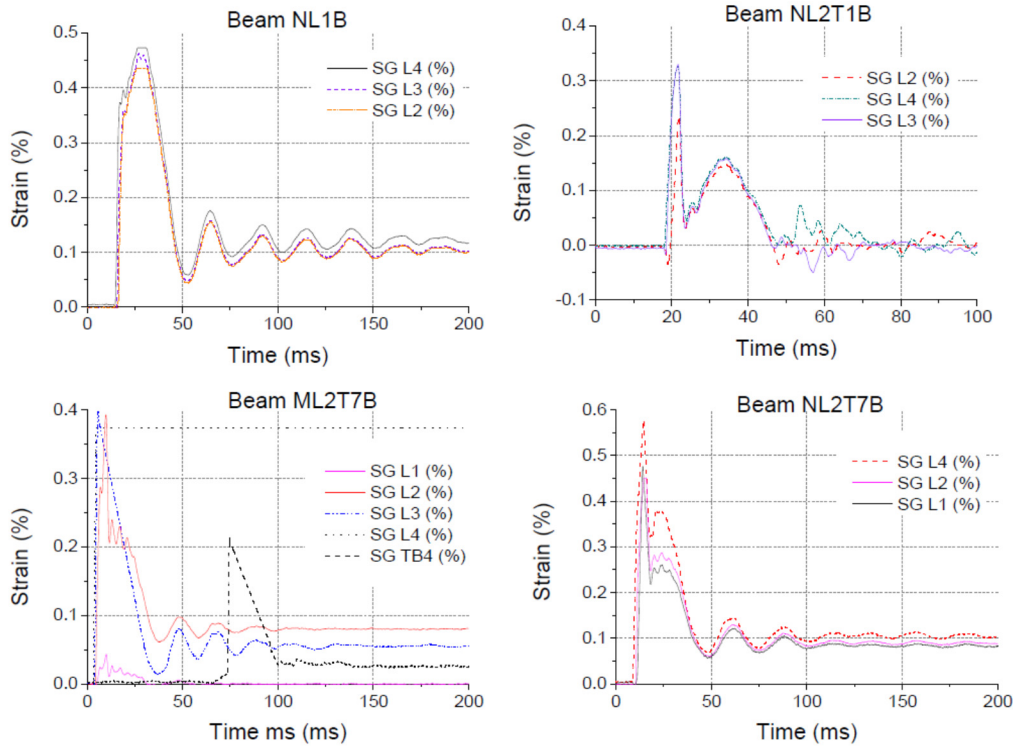 Beam NL1B
0.5
0.4
0.3
0.2
0.1
0.0
Strain (%)
SG L4 (%)
SG L3 (%)
SG L2 (%)
0 50 100 150 200
Time (ms)
Beam NL2T1B
0.4
0.3
0.2
0.1
0.0
-0.1
Strain (%)
SG L2 (%)
SG L4 (%)
SG L3 (%)
0 20 40 60 80 100
Time (ms)
Beam ML2T7B
0.4
0.3
0.2
0.1
0.0
Strain (%)
SG L1 (%)
SG L2 (%)
SG L3 (%)
SG L4 (%)
SG TB4 (%)
0 50 100 150 200
Time ms (ms)
Beam NL2T7B
0.6
0.5
0.4
0.3
0.2
0.1
0.0
Strain (%)
SG L4 (%)
SG L2 (%)
SG L1 (%)
0 50 100 150 200
Time (ms)